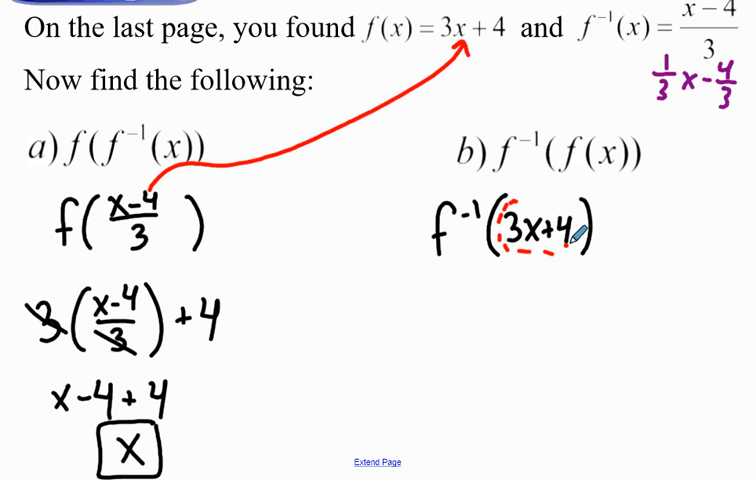 On the last page, you found f(x) = 3x + 4 and f⁻¹(x) = (x − 4)/3
1/3 x − 4/3
Now find the following:
a) f(f⁻¹(x))
f((x−4)/3)
3((x−4)/3) + 4
x − 4 + 4
x
b) f⁻¹(f(x))
f⁻¹(3x+4)
Extend Page